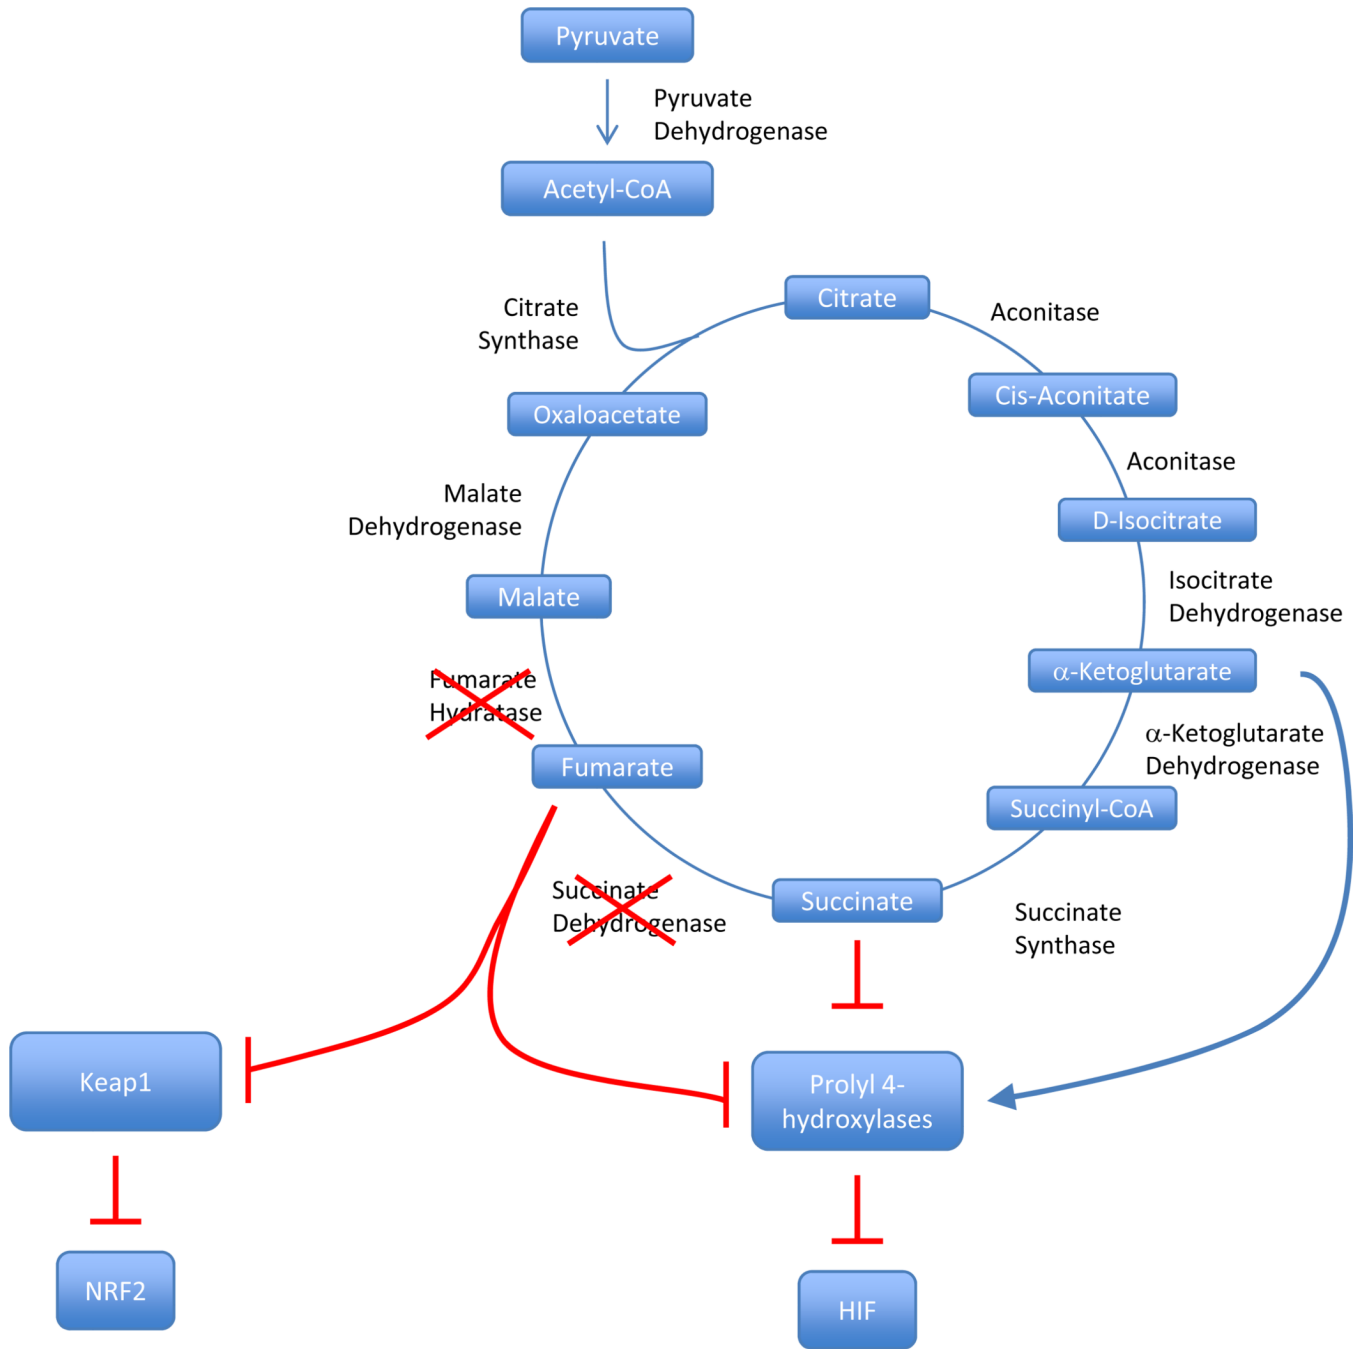 Pyruvate
Pyruvate
Dehydrogenase
Acetyl-CoA
Citrate
Aconitase
Citrate
Synthase
Cis-Aconitate
Oxaloacetate
Aconitase
Malate
Dehydrogenase
D-Isocitrate
Isocitrate
Dehydrogenase
Malate
α-Ketoglutarate
Fumarate
Hydratase
α-Ketoglutarate
Dehydrogenase
Fumarate
Succinyl-CoA
Succinate
Dehydrogenase
Succinate
Succinate
Synthase
Keap1
Prolyl 4-
hydroxylases
NRF2
HIF